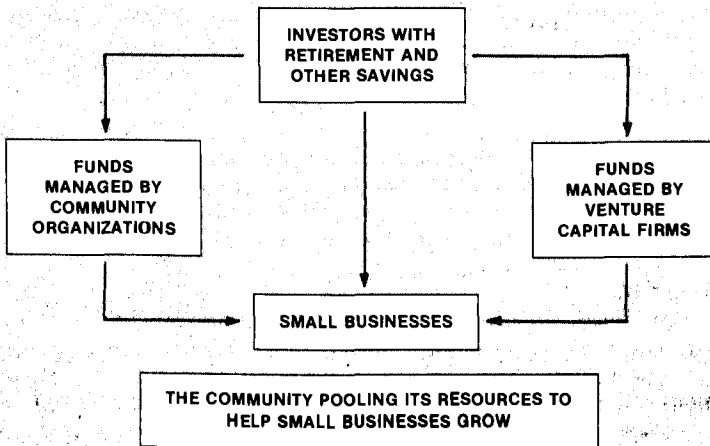 INVESTORS WITH
RETIREMENT AND
OTHER SAVINGS
FUNDS
MANAGED BY
COMMUNITY
ORGANIZATIONS
FUNDS
MANAGED BY
VENTURE
CAPITAL FIRMS
SMALL BUSINESSES
THE COMMUNITY POOLING ITS RESOURCES TO
HELP SMALL BUSINESSES GROW